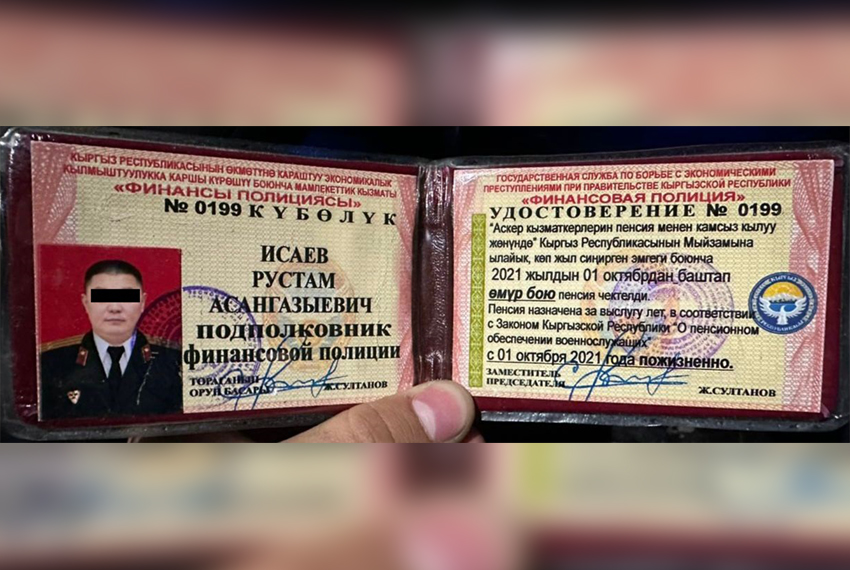 КЫРГЫЗ РЕСПУБЛИКАСЫНЫН ӨКМӨТҮНӨ КАРАШТУУ ЭКОНОМИКАЛЫК
КЫЛМЫШТУУЛУККА КАРШЫ КҮРӨШҮҮ БОЮНЧА МАМЛЕКЕТТИК КЫЗМАТЫ
«ФИНАНСЫ ПОЛИЦИЯСЫ»
№ 0199 КҮБӨЛҮК
ИСАЕВ
РУСТАМ
АСАНГАЗЫЕВИЧ
ПОДПОЛКОВНИК
финансовой полиции
ТӨРАГАНЫН
ОРУН БАСАРЫ
Ж.СУЛТАНОВ
ГОСУДАРСТВЕННАЯ СЛУЖБА ПО БОРЬБЕ С ЭКОНОМИЧЕСКИМИ
ПРЕСТУПЛЕНИЯМИ ПРИ ПРАВИТЕЛЬСТВЕ КЫРГЫЗСКОЙ РЕСПУБЛИКИ
«ФИНАНСОВАЯ ПОЛИЦИЯ»
УДОСТОВЕРЕНИЕ № 0199
"Аскер кызматкерлерин пенсия менен камсыз кылуу
жөнүндө" Кыргыз Республикасынын Мыйзамына
ылайык, көп жыл сиңирген эмгеги боюнча
2021 жылдын 01 октябрдан баштап
өмүр бою пенсия чектелди.
Пенсия назначена за выслугу лет, в соответствии
с Законом Кыргызской Республики "О пенсионном
обеспечении военнослужащих"
с 01 октября 2021 года пожизненно.
ЗАМЕСТИТЕЛЬ
ПРЕДСЕДАТЕЛЯ
Ж.СУЛТАНОВ